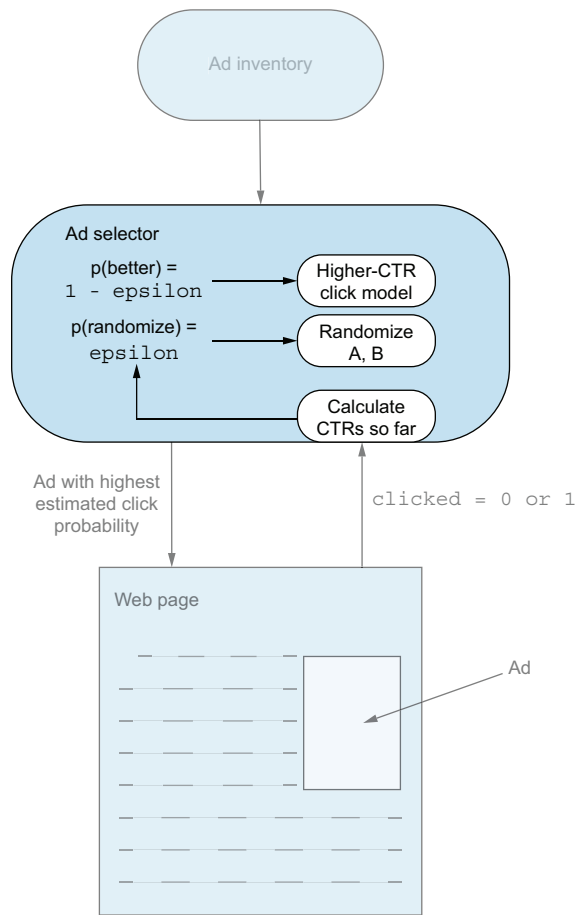 Ad inventory
Ad selector
p(better) =
1 - epsilon
Higher-CTR
click model
p(randomize) =
epsilon
Randomize
A, B
Calculate
CTRs so far
Ad with highest
estimated click
probability
clicked = 0 or 1
Web page
Ad